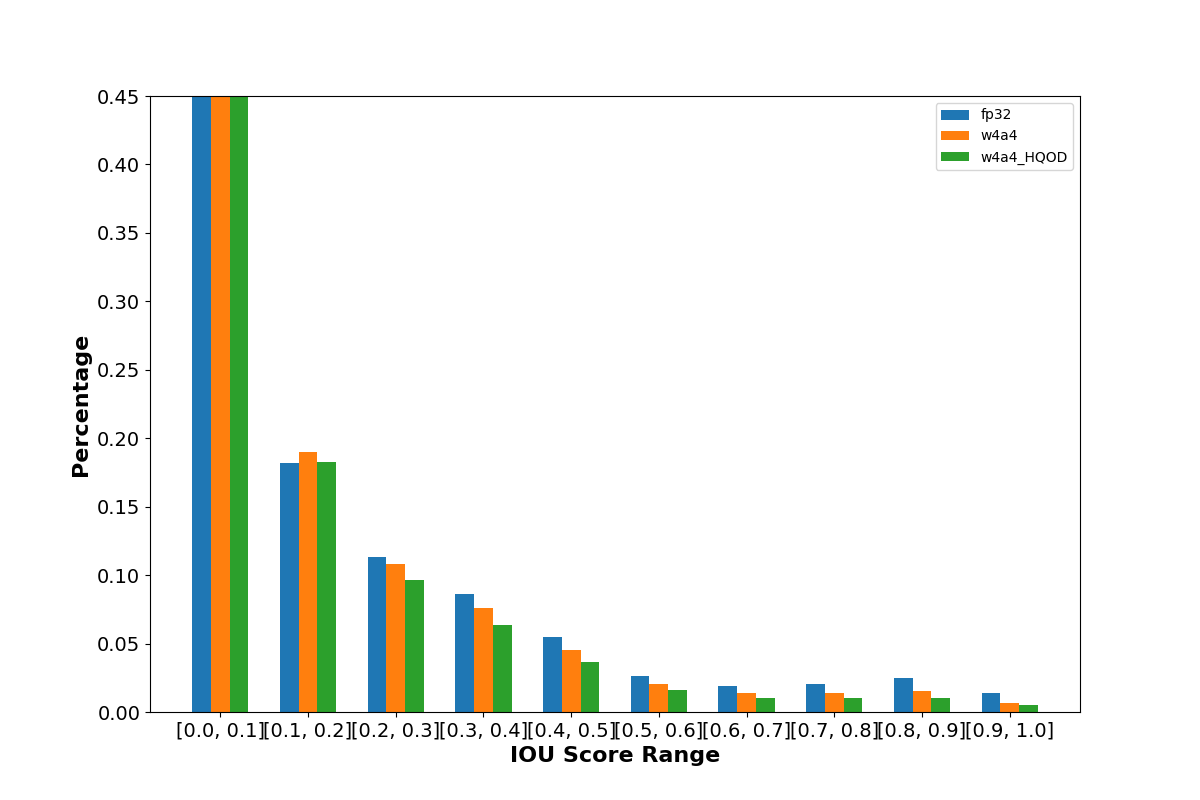 0.45
0.40
0.35
0.30
0.25
0.20
0.15
0.10
0.05
0.00
Percentage
fp32
w4a4
w4a4_HQOD
[0.0, 0.1] [0.1, 0.2] [0.2, 0.3] [0.3, 0.4] [0.4, 0.5] [0.5, 0.6] [0.6, 0.7] [0.7, 0.8] [0.8, 0.9] [0.9, 1.0]
IOU Score Range